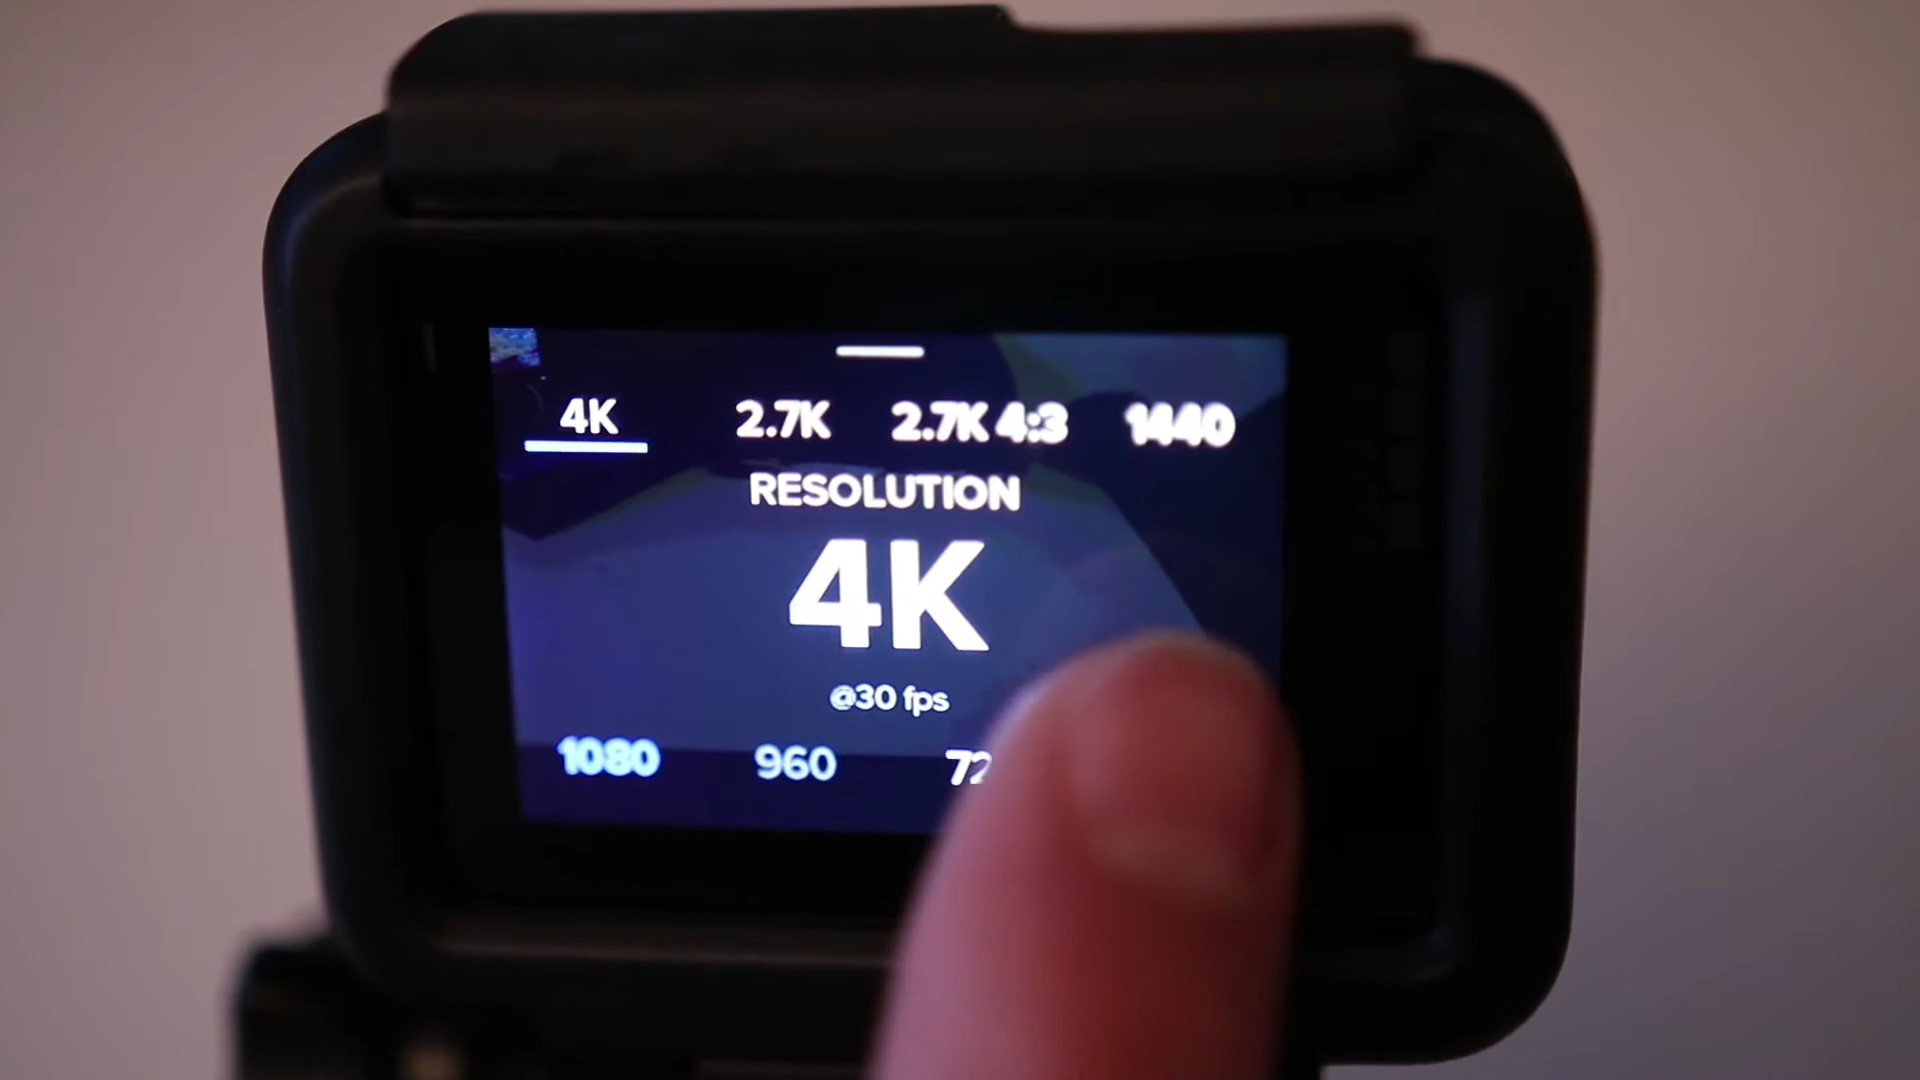 4K 2.7K 2.7K 4:3 1440
RESOLUTION
4K
@30 fps
1080 960